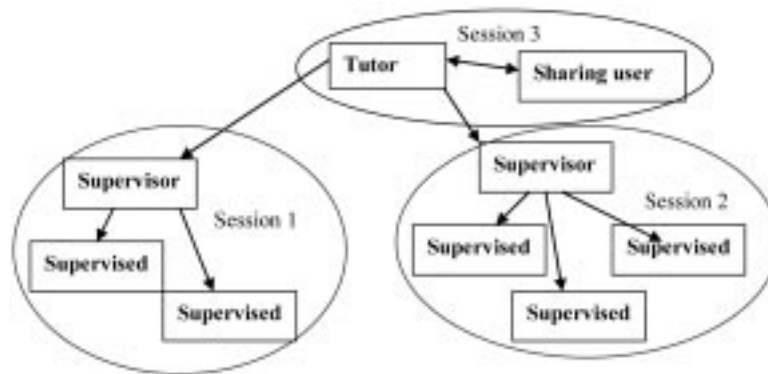 Session 3
Tutor
Sharing user
Supervisor
Session 1
Supervised
Supervised
Supervisor
Session 2
Supervised
Supervised
Supervised